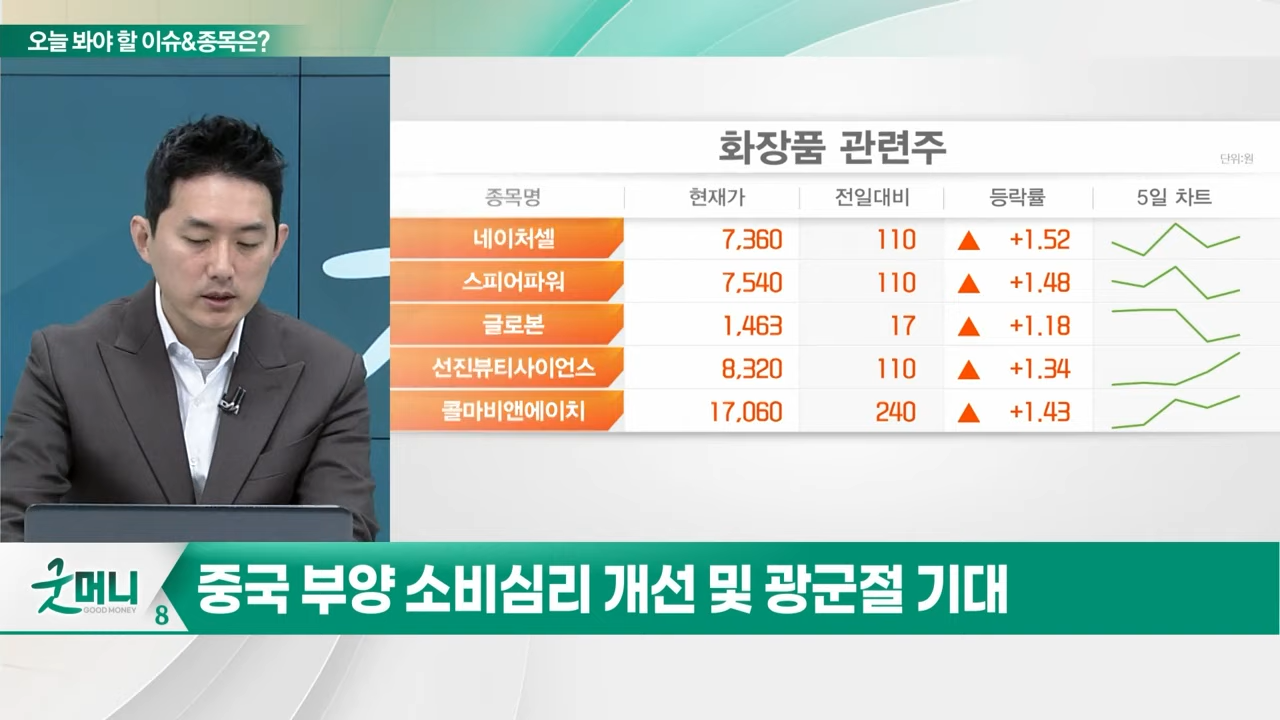 오늘 봐야 할 이슈&종목은?
화장품 관련주
단위:원
종목명 현재가 전일대비 등락률 5일 차트
네이처셀 7,360 110 ▲ +1.52
스피어파워 7,540 110 ▲ +1.48
글로본 1,463 17 ▲ +1.18
선진뷰티사이언스 8,320 110 ▲ +1.34
콜마비앤에이치 17,060 240 ▲ +1.43
굿머니
GOOD MONEY
8
중국 부양 소비심리 개선 및 광군절 기대